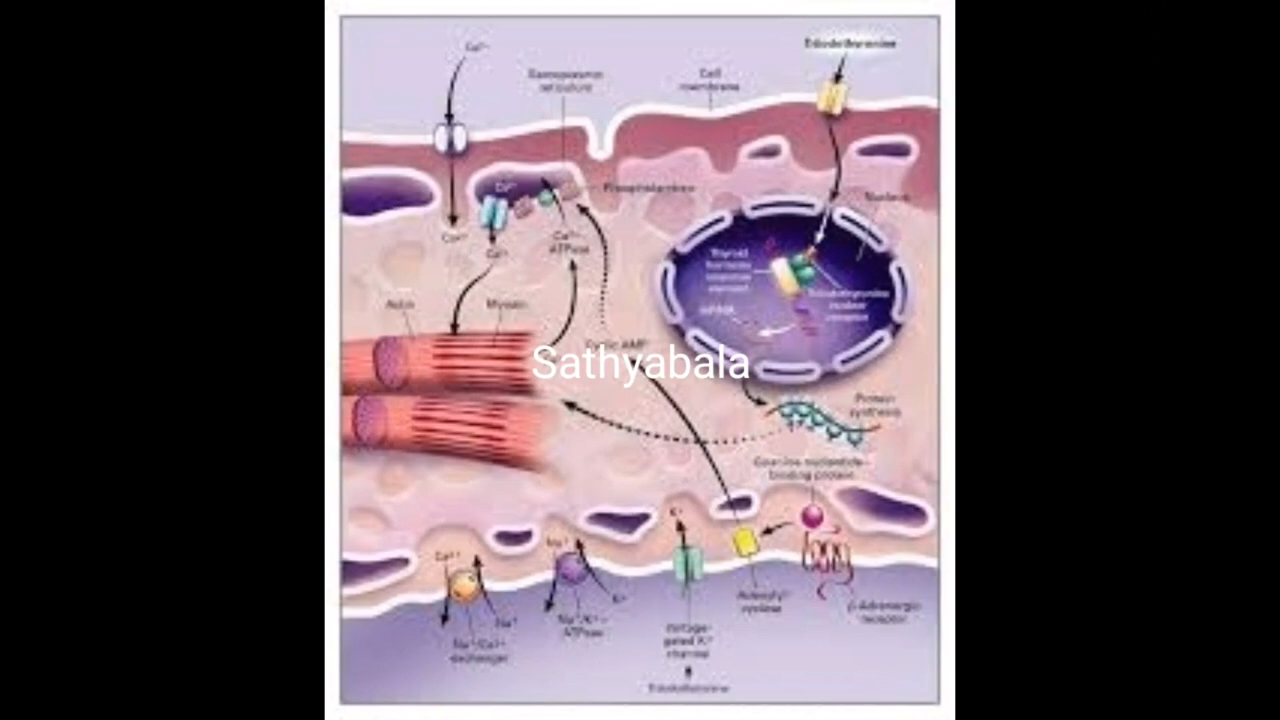 Ca²⁺
Triiodothyronine
Sarcoplasmic
reticulum
Cell
membrane
Ca²⁺
Phospholamban
Nucleus
Ca²⁺
Ca²⁺
Ca²⁺–
ATPase
Thyroid
hormone
response
element
Triiodothyronine
nuclear
receptor
mRNA
Actin
Myosin
Cyclic AMP
Sathyabala
Protein
synthesis
Guanine-nucleotide–
binding protein
K⁺
Ca²⁺
Na⁺
K⁺
Na⁺
Na⁺/Ca²⁺
exchanger
Na⁺/K⁺–
ATPase
Voltage-
gated K⁺
channel
Adenylyl
cyclase
β-Adrenergic
receptor
Triiodothyronine